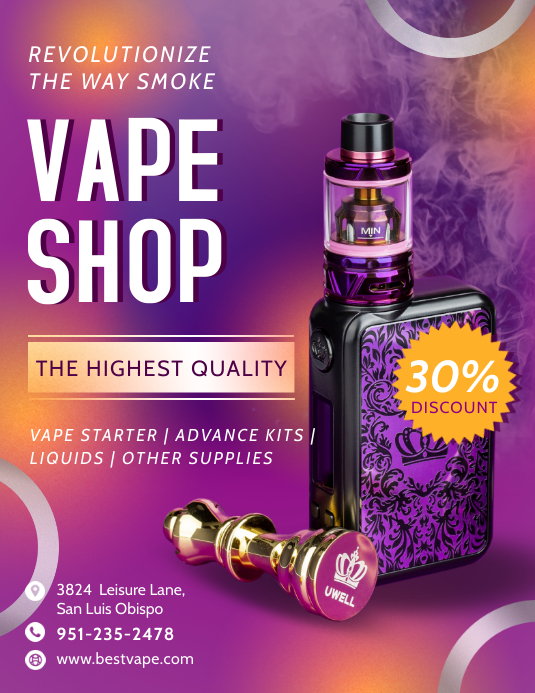 REVOLUTIONIZE
THE WAY SMOKE
VAPE
SHOP
MIN
THE HIGHEST QUALITY
30%
DISCOUNT
VAPE STARTER | ADVANCE KITS |
LIQUIDS | OTHER SUPPLIES
UWELL
3824 Leisure Lane,
San Luis Obispo
951-235-2478
www.bestvape.com